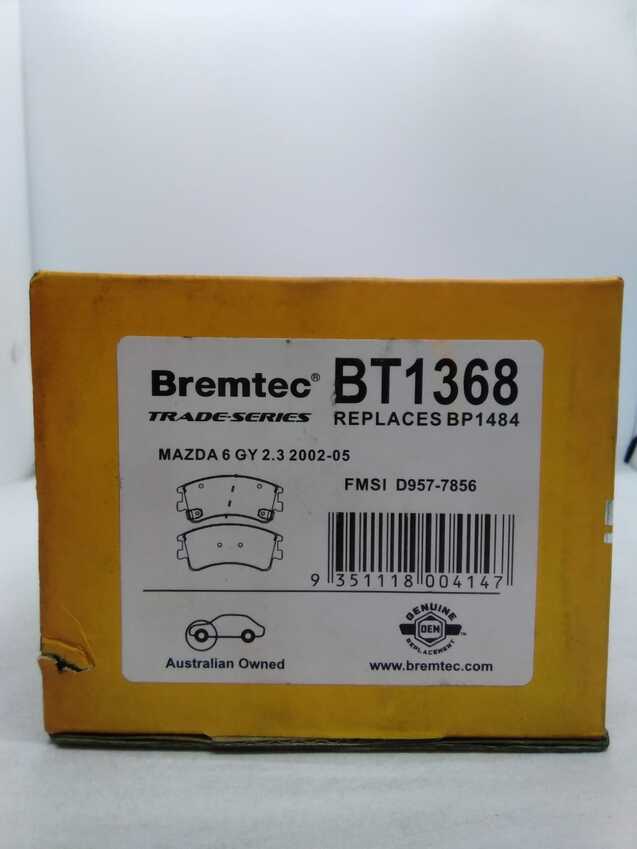 Bremtec® BT1368
TRADE-SERIES REPLACES BP1484
MAZDA 6 GY 2.3 2002-05
FMSI D957-7856
9 351118 004147
GENUINE
OEM
REPLACEMENT
TM
Australian Owned
www.bremtec.com